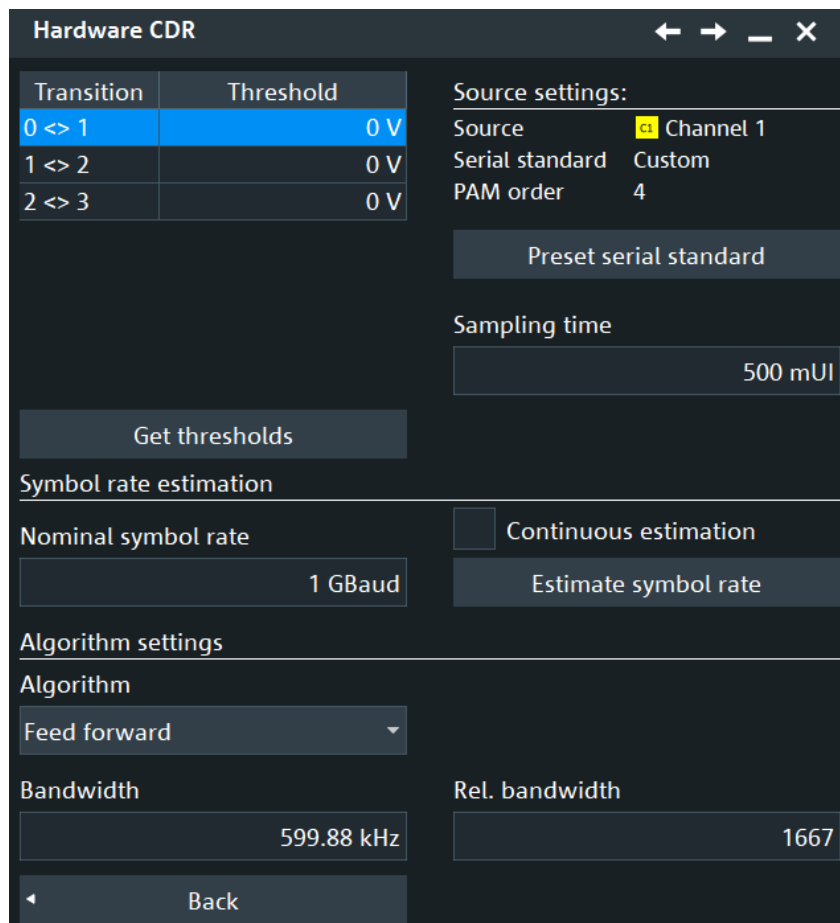 Hardware CDR
Transition Threshold
0 <> 1 0 V
1 <> 2 0 V
2 <> 3 0 V
Get thresholds
Source settings:
Source C1 Channel 1
Serial standard Custom
PAM order 4
Preset serial standard
Sampling time
500 mUI
Symbol rate estimation
Nominal symbol rate
1 GBaud
Continuous estimation
Estimate symbol rate
Algorithm settings
Algorithm
Feed forward
Bandwidth
599.88 kHz
Rel. bandwidth
1667
Back